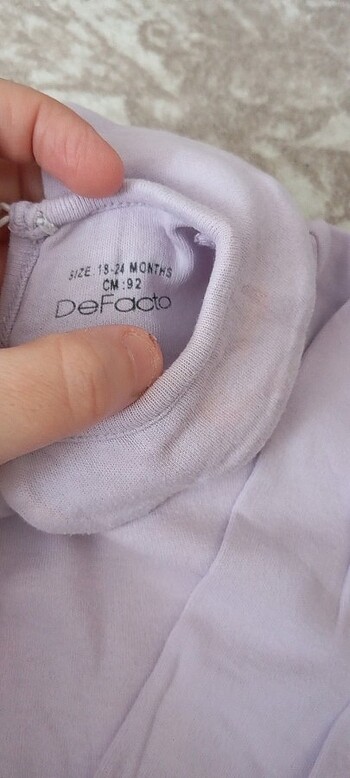 SIZE 18-24 MONTHS
CM:92
DeFacto